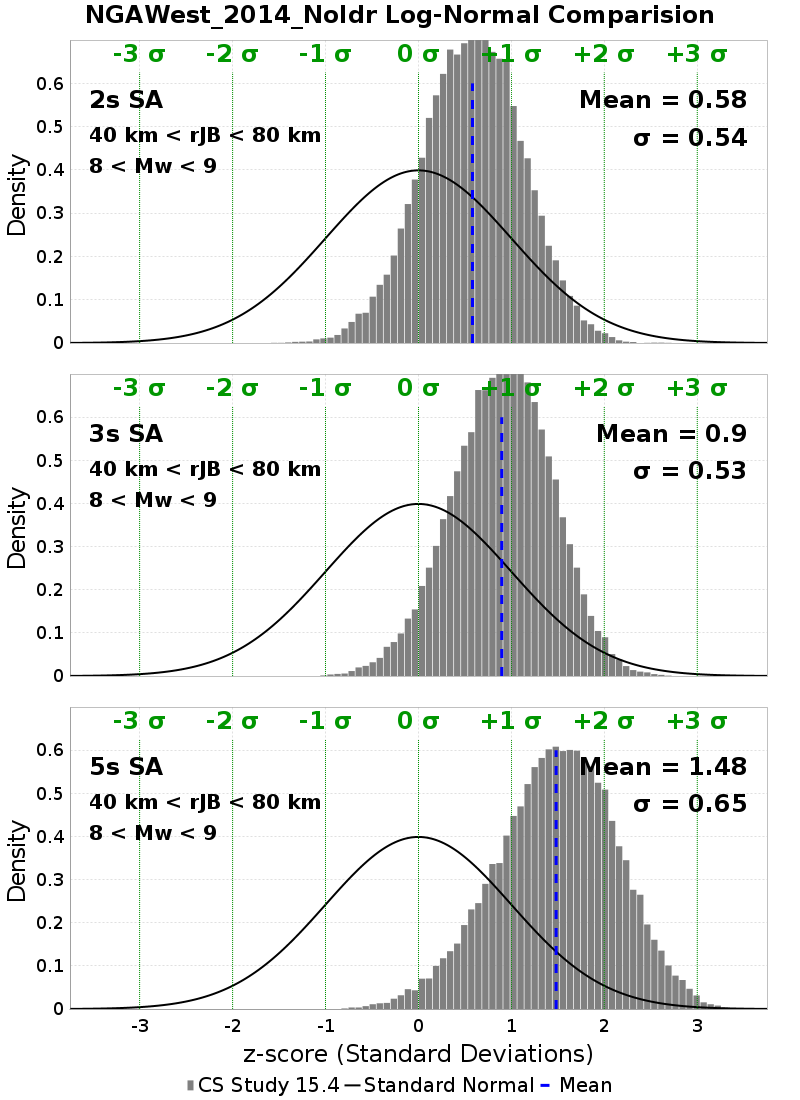 NGAWest_2014_NoIdr Log-Normal Comparision
-3 σ -2 σ -1 σ 0 σ +1 σ +2 σ +3 σ
2s SA
Mean = 0.58
40 km < rJB < 80 km
σ = 0.54
8 < Mw < 9
0.6
0.5
0.4
0.3
0.2
0.1
0
Density
-3 σ -2 σ -1 σ 0 σ +1 σ +2 σ +3 σ
3s SA
Mean = 0.9
40 km < rJB < 80 km
σ = 0.53
8 < Mw < 9
0.6
0.5
0.4
0.3
0.2
0.1
0
Density
-3 σ -2 σ -1 σ 0 σ +1 σ +2 σ +3 σ
5s SA
Mean = 1.48
40 km < rJB < 80 km
σ = 0.65
8 < Mw < 9
0.6
0.5
0.4
0.3
0.2
0.1
0
Density
-3 -2 -1 0 1 2 3
z-score (Standard Deviations)
CS Study 15.4 Standard Normal Mean